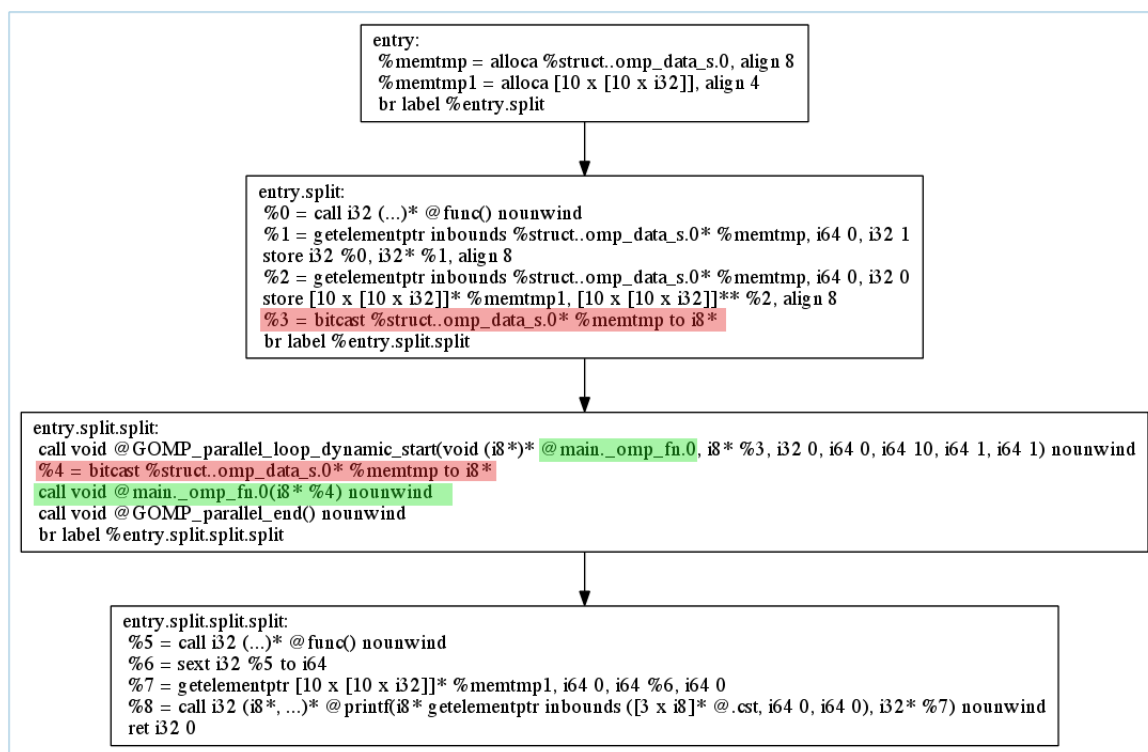 entry:
%memtmp = alloca %struct..omp_data_s.0, align 8
%memtmp1 = alloca [10 x [10 x i32]], align 4
br label %entry.split
entry.split:
%0 = call i32 (...)* @func() nounwind
%1 = getelementptr inbounds %struct..omp_data_s.0* %memtmp, i64 0, i32 1
store i32 %0, i32* %1, align 8
%2 = getelementptr inbounds %struct..omp_data_s.0* %memtmp, i64 0, i32 0
store [10 x [10 x i32]]* %memtmp1, [10 x [10 x i32]]** %2, align 8
%3 = bitcast %struct..omp_data_s.0* %memtmp to i8*
br label %entry.split.split
entry.split.split:
call void @GOMP_parallel_loop_dynamic_start(void (i8*)* @main._omp_fn.0, i8* %3, i32 0, i64 0, i64 10, i64 1, i64 1) nounwind
%4 = bitcast %struct..omp_data_s.0* %memtmp to i8*
call void @main._omp_fn.0(i8* %4) nounwind
call void @GOMP_parallel_end() nounwind
br label %entry.split.split.split
entry.split.split.split:
%5 = call i32 (...)* @func() nounwind
%6 = sext i32 %5 to i64
%7 = getelementptr [10 x [10 x i32]]* %memtmp1, i64 0, i64 %6, i64 0
%8 = call i32 (i8*, ...)* @printf(i8* getelementptr inbounds ([3 x i8]* @.cst, i64 0, i64 0), i32* %7) nounwind
ret i32 0